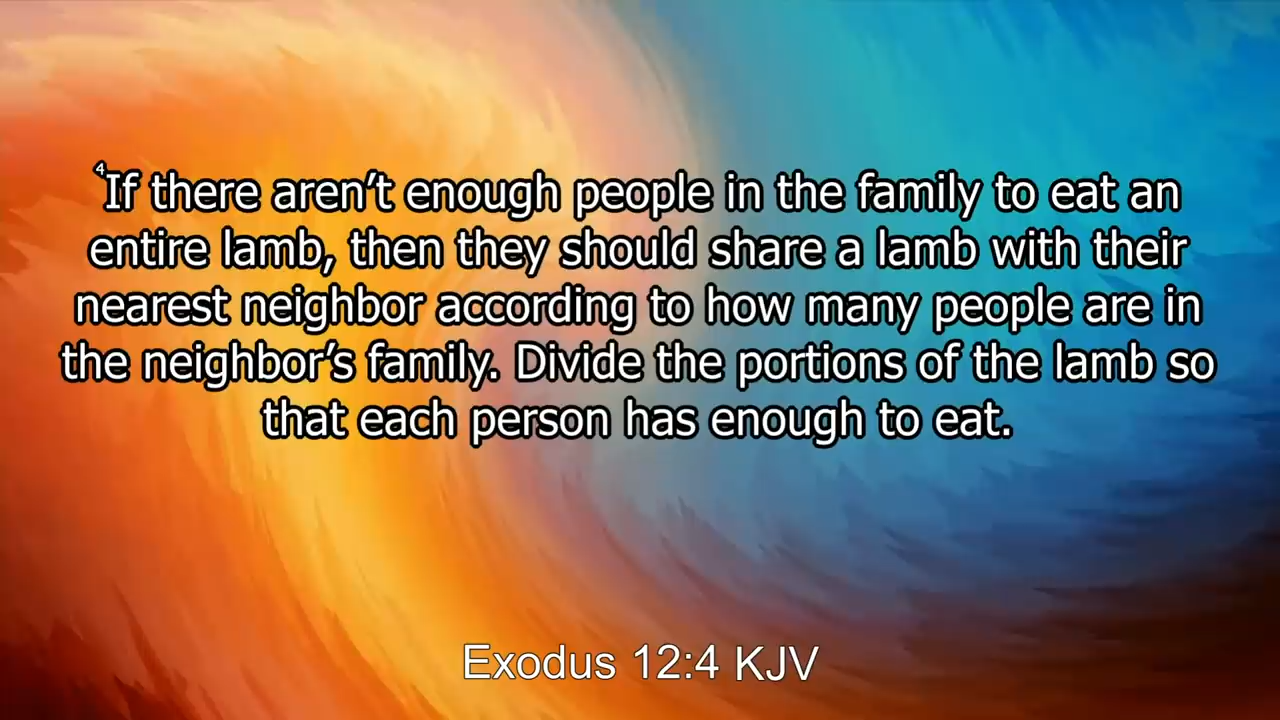 4If there aren’t enough people in the family to eat an
entire lamb, then they should share a lamb with their
nearest neighbor according to how many people are in
the neighbor’s family. Divide the portions of the lamb so
that each person has enough to eat.
Exodus 12:4 KJV